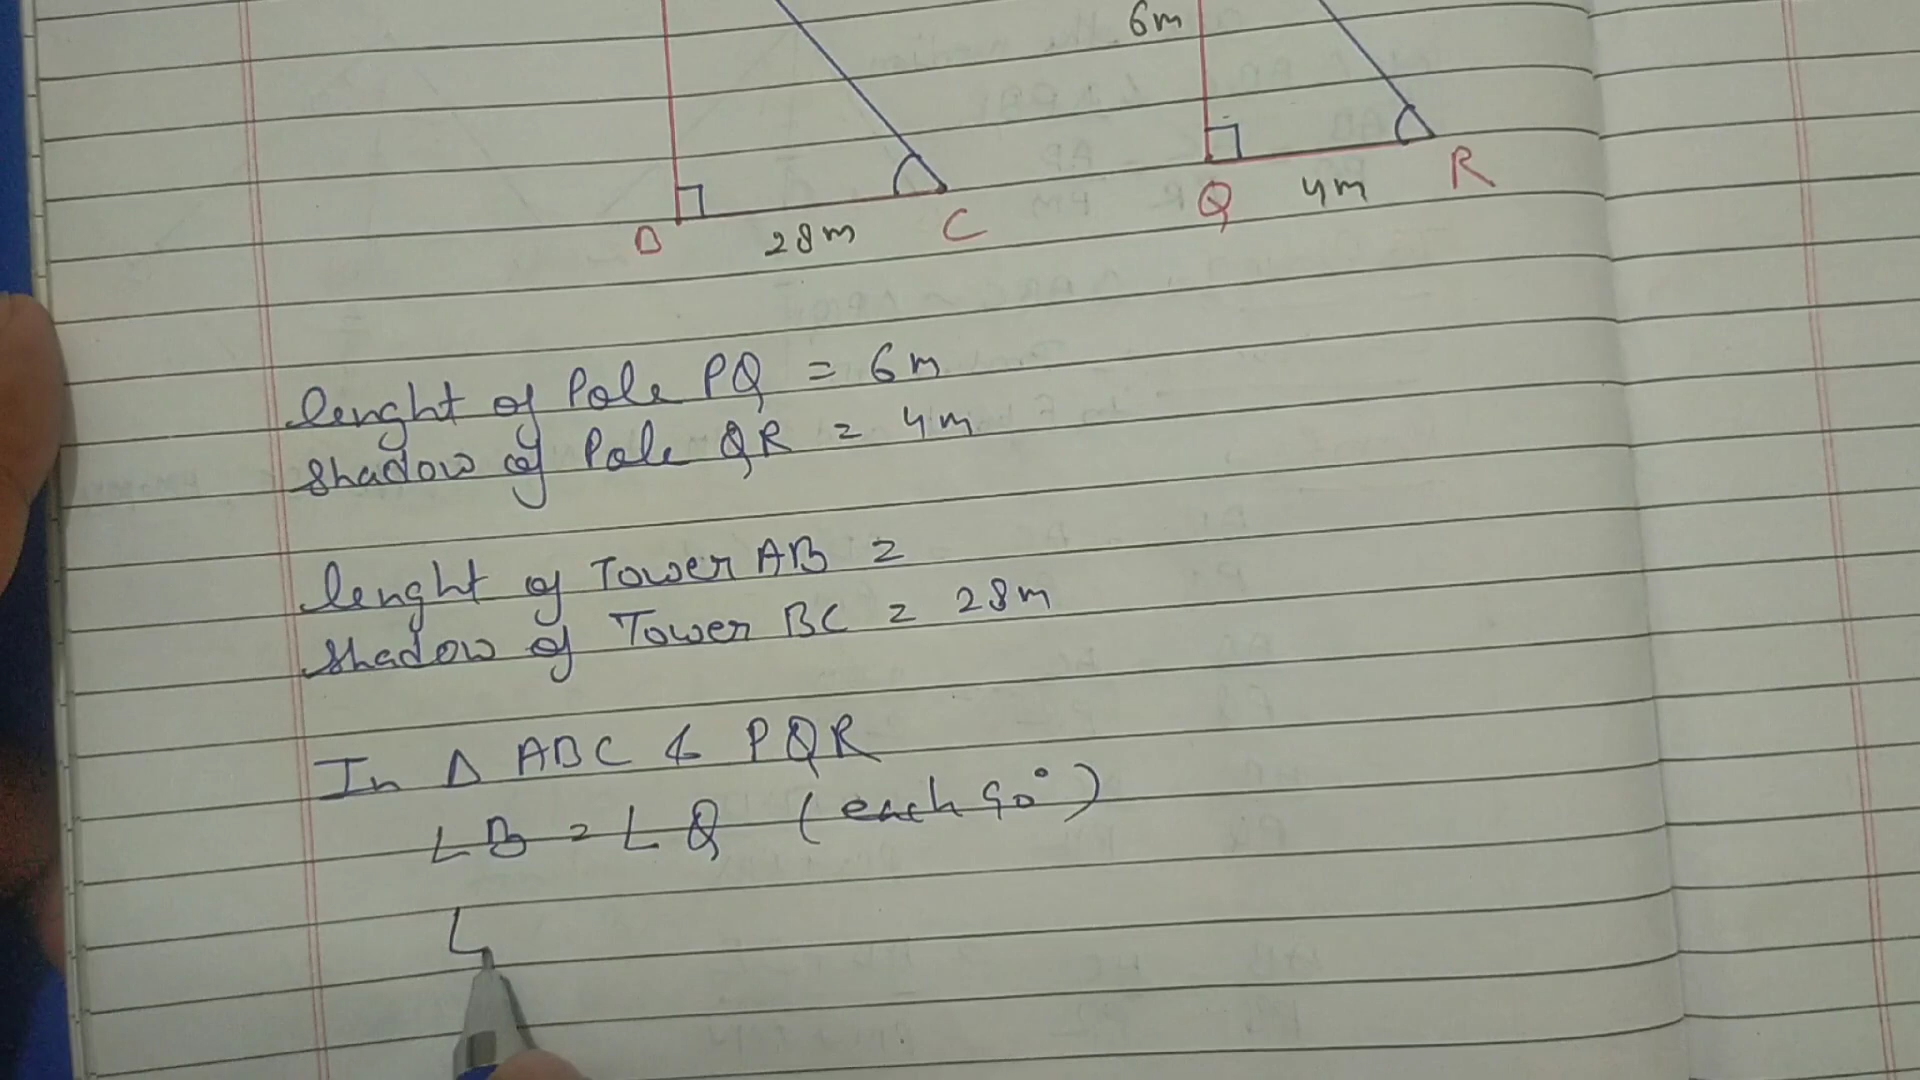 6m
B 28m C
Q 4m R
lenght of Pole PQ = 6m
Shadow of Pole QR = 4m
lenght of Tower AB =
Shadow of Tower BC = 28m
In Δ ABC & PQR
∠B = ∠Q (each 90°)
∠